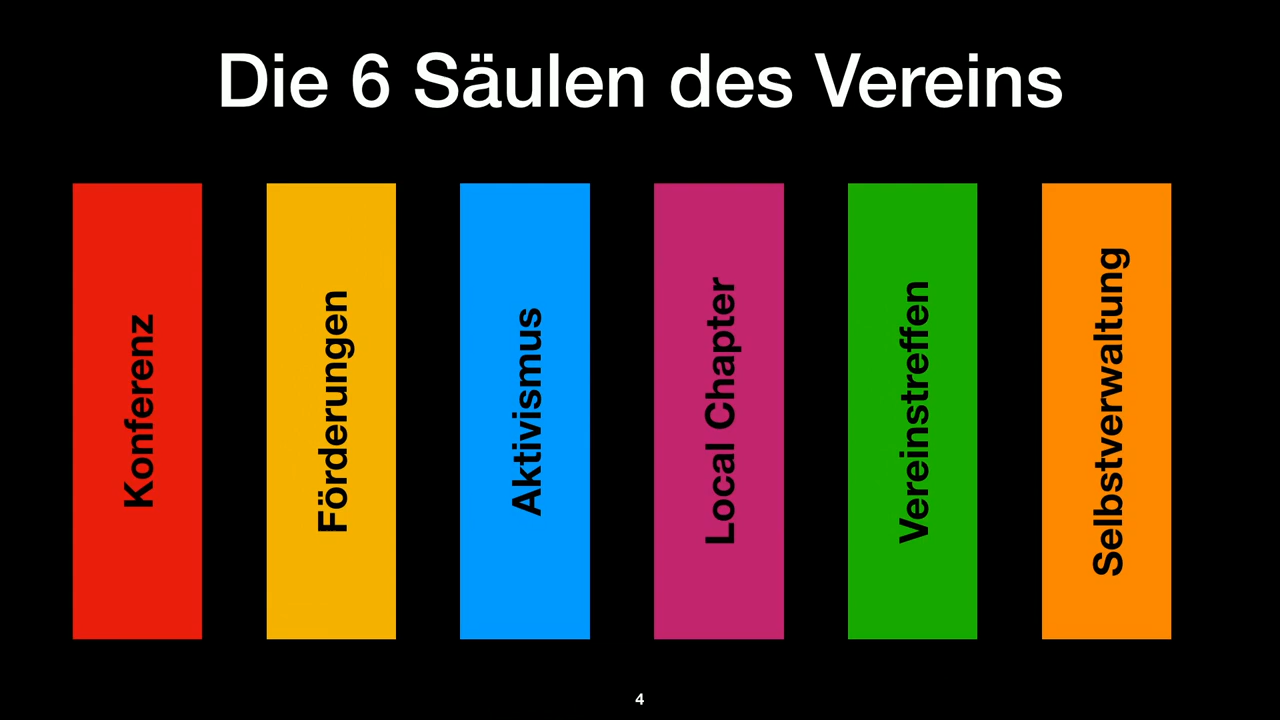 Die 6 Säulen des Vereins
Konferenz
Förderungen
Aktivismus
Local Chapter
Vereinstreffen
Selbstverwaltung
4